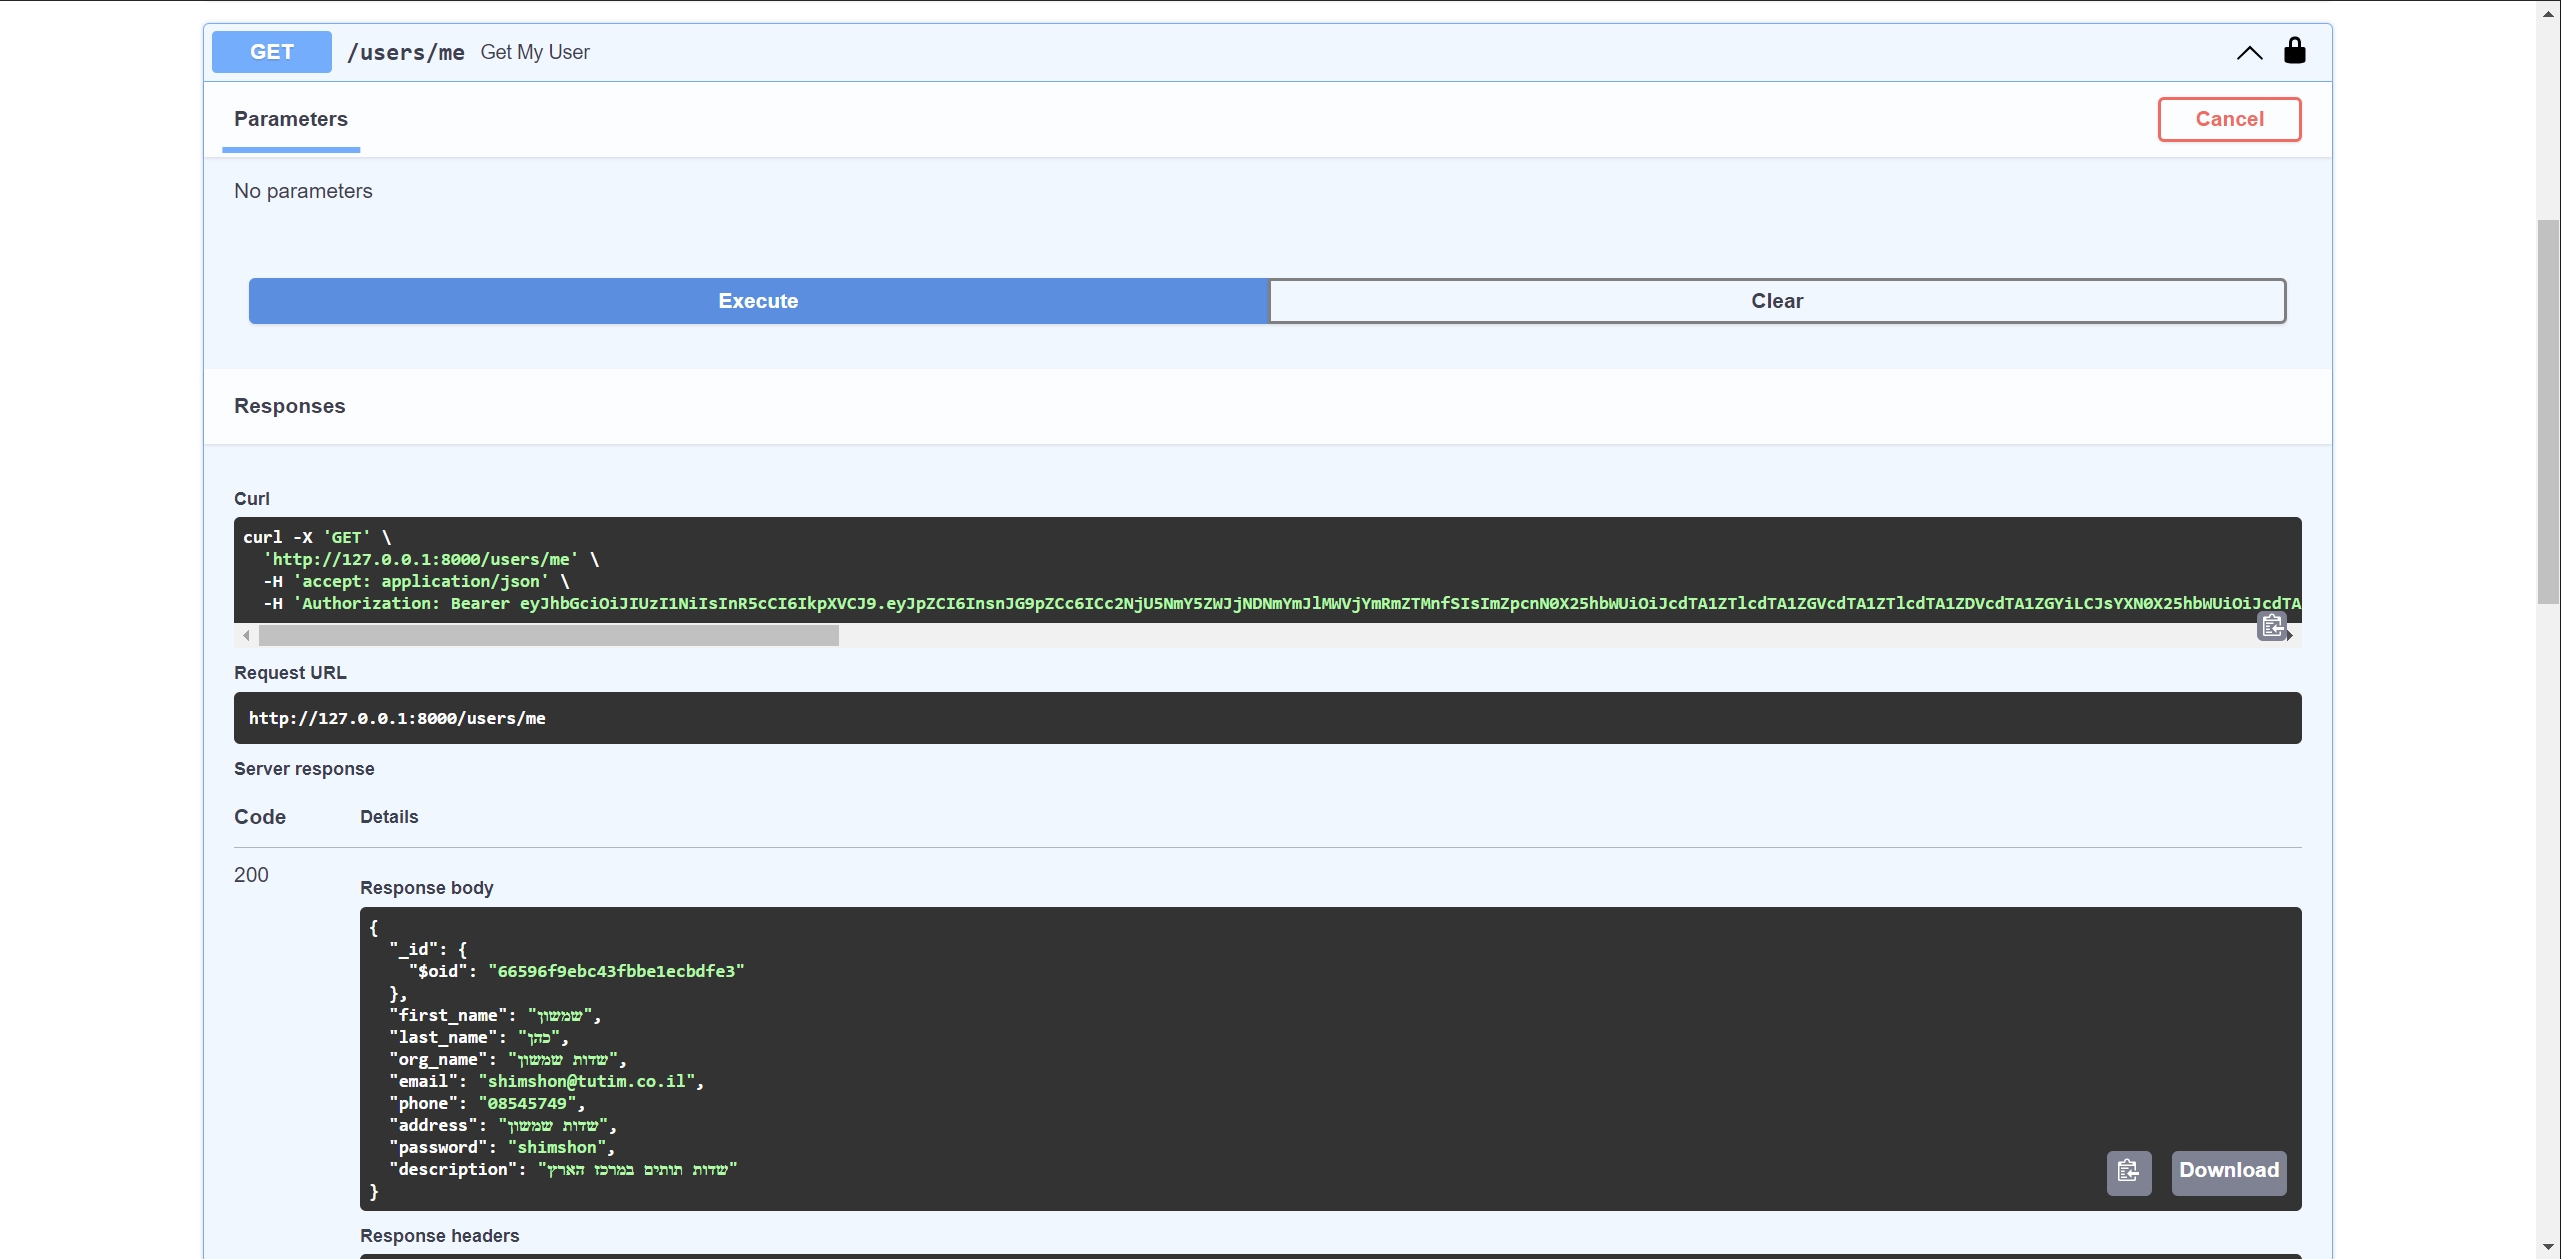 GET /users/me Get My User
Parameters
Cancel
No parameters
Execute
Clear
Responses
Curl
curl -X 'GET' \
'http://127.0.0.1:8000/users/me' \
-H 'accept: application/json' \
-H 'Authorization: Bearer eyJhbGciOiJIUzI1NiIsInR5cCI6IkpXVCJ9.eyJpZCI6InsnJG9pZCc6ICc2NjU5NmY5ZWJjNDNmYmJlMWVjYmRmZTMnfSIsImZpcnN0X25hbWUiOiJcdTA1ZTlcdTA1ZGVcdTA1ZTlcdTA1ZDVcdTA1ZGYiLCJsYXN0X25hbWUiOiJcdTA
Request URL
http://127.0.0.1:8000/users/me
Server response
Code Details
200
Response body
{
"_id": {
"$oid": "66596f9ebc43fbbe1ecbdfe3"
},
"first_name": "שמשון",
"last_name": "כהן",
"org_name": "שדות שמשון",
"email": "shimshon@tutim.co.il",
"phone": "08545749",
"address": "שדות שמשון",
"password": "shimshon",
"description": "שדות תותים במרכז הארץ"
}
Download
Response headers